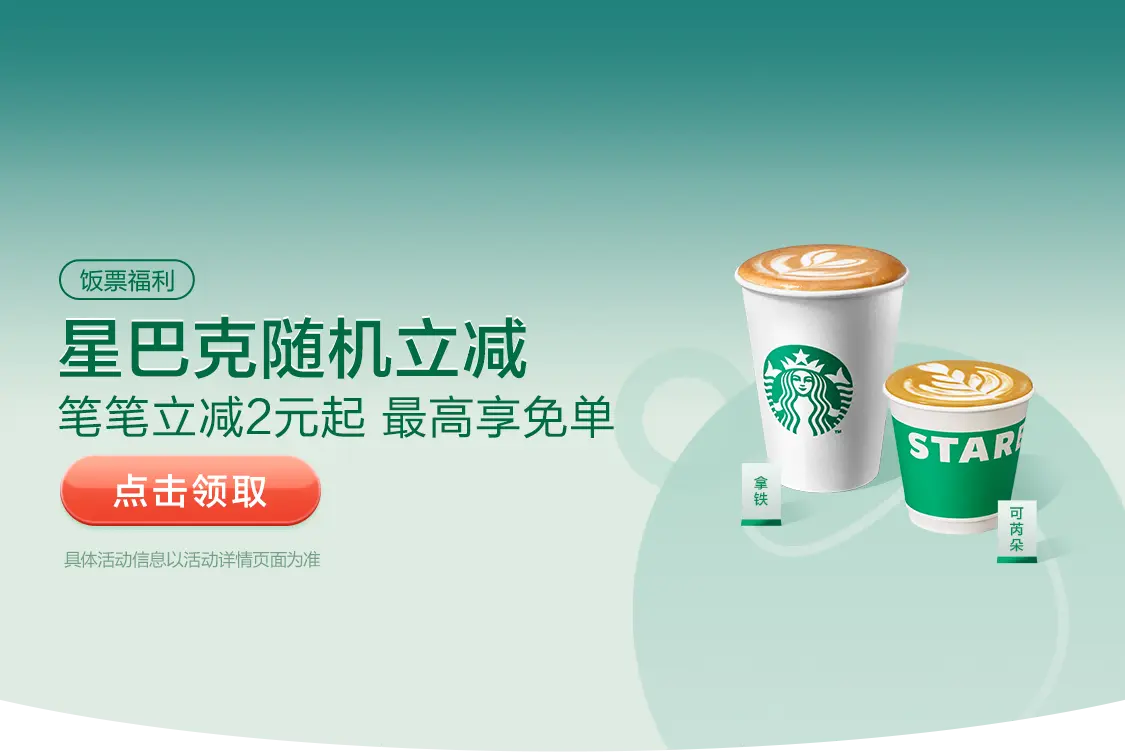 饭票福利
星巴克随机立减
笔笔立减2元起 最高享免单
点击领取
具体活动信息以活动详情页面为准
拿铁
STARB
可芮朵
TM